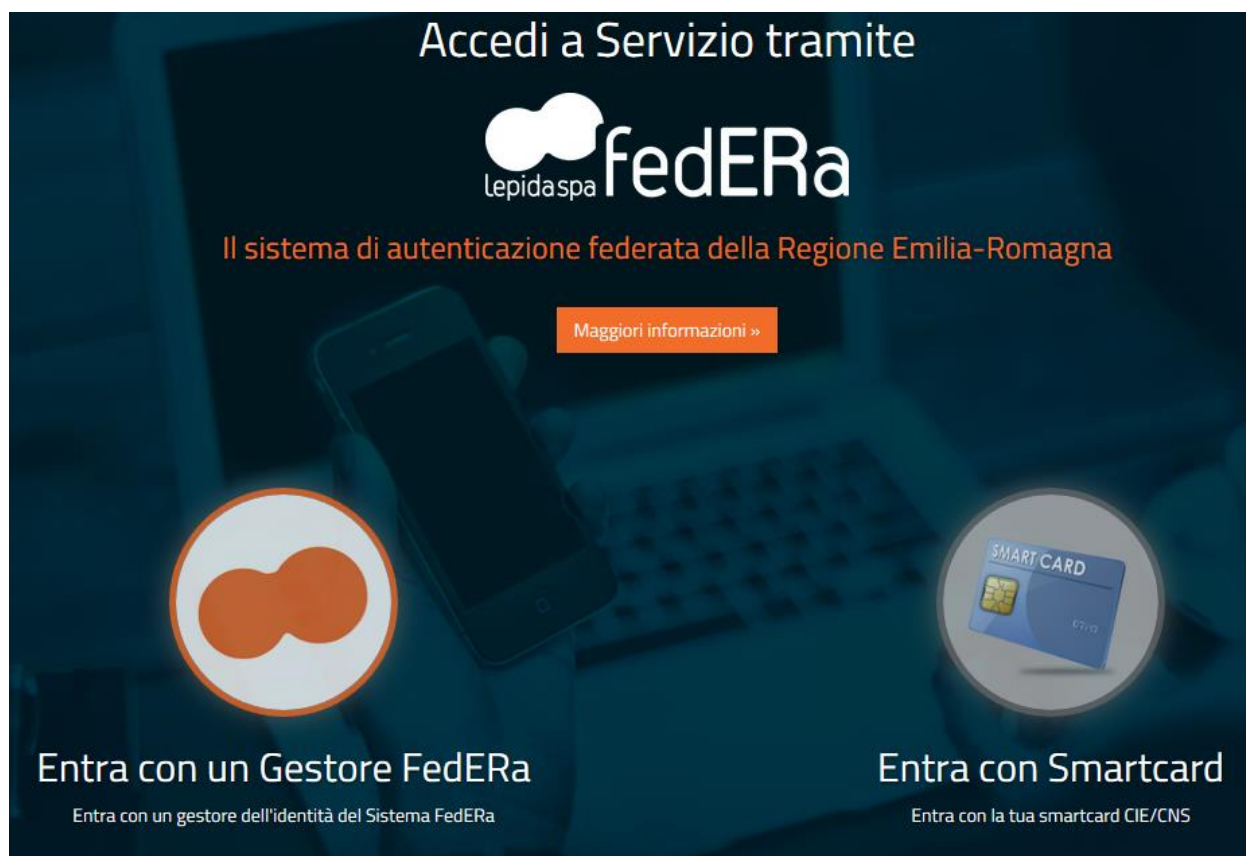 Accedi a Servizio tramite
lepidaspa fedERa
Il sistema di autenticazione federata della Regione Emilia-Romagna
Maggiori informazioni »
SMART CARD
Entra con un Gestore FedERa
Entra con Smartcard
Entra con un gestore dell'identità del Sistema FedERa
Entra con la tua smartcard CIE/CNS